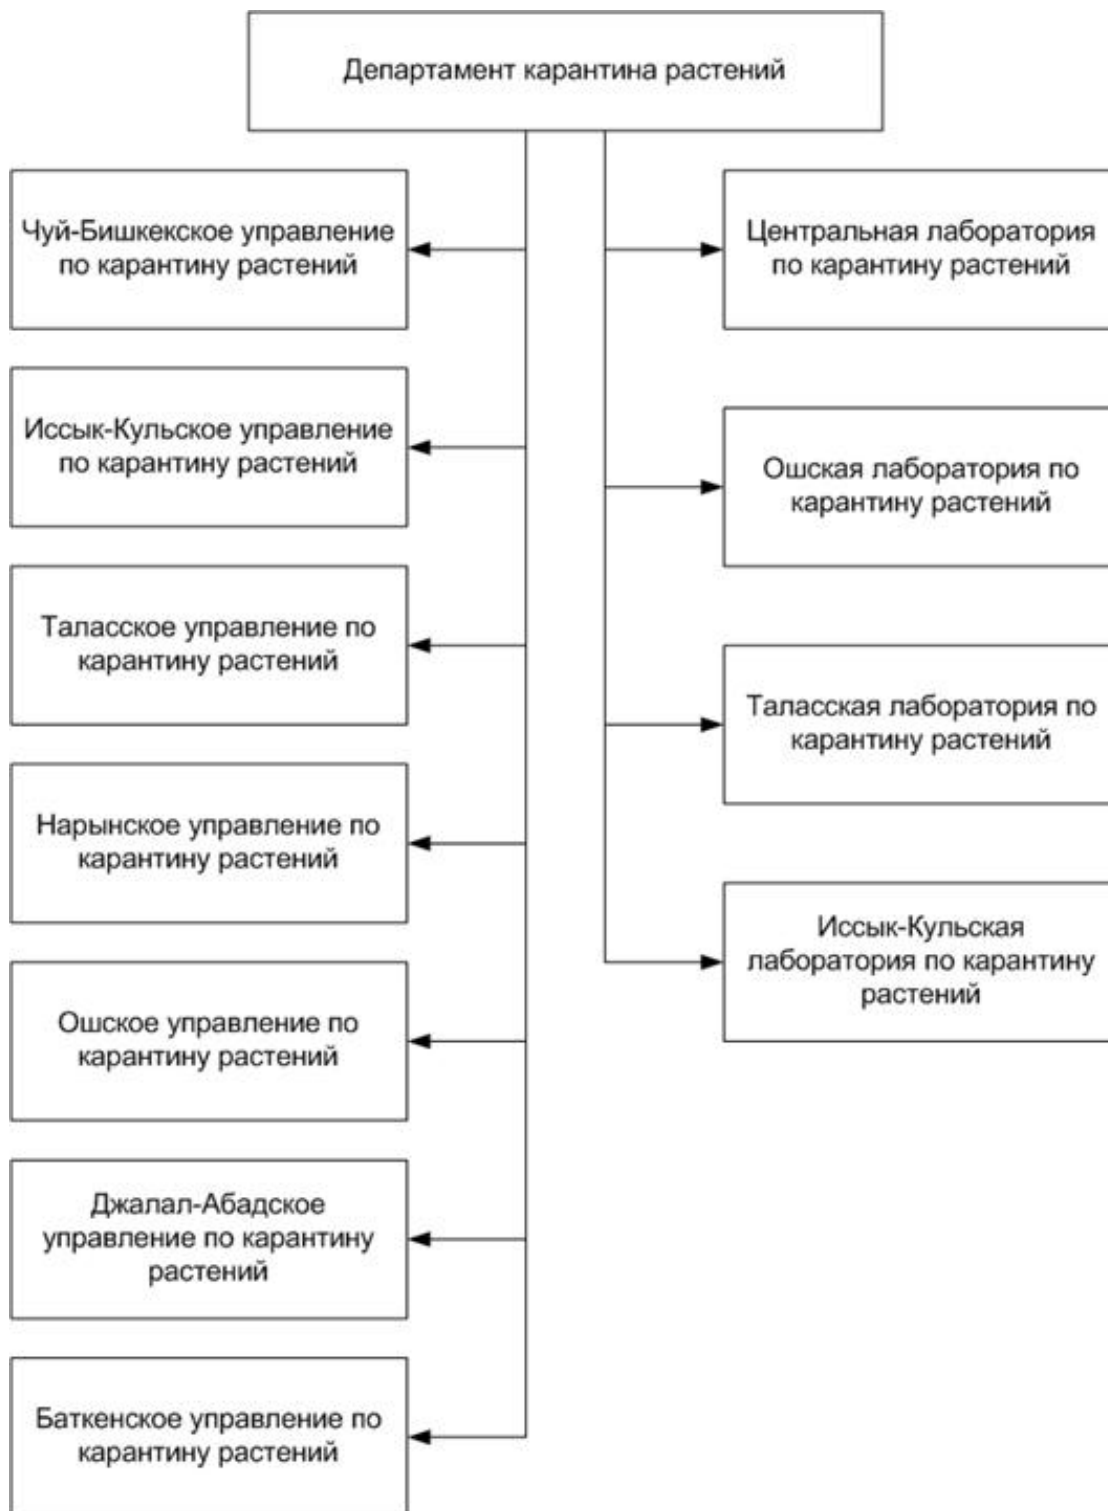 Департамент карантина растений
Чуй-Бишкекское управление
по карантину растений
Иссык-Кульское управление
по карантину растений
Таласское управление по
карантину растений
Нарынское управление по
карантину растений
Ошское управление по
карантину растений
Джалал-Абадское
управление по карантину
растений
Баткенское управление по
карантину растений
Центральная лаборатория
по карантину растений
Ошская лаборатория по
карантину растений
Таласская лаборатория по
карантину растений
Иссык-Кульская
лаборатория по карантину
растений